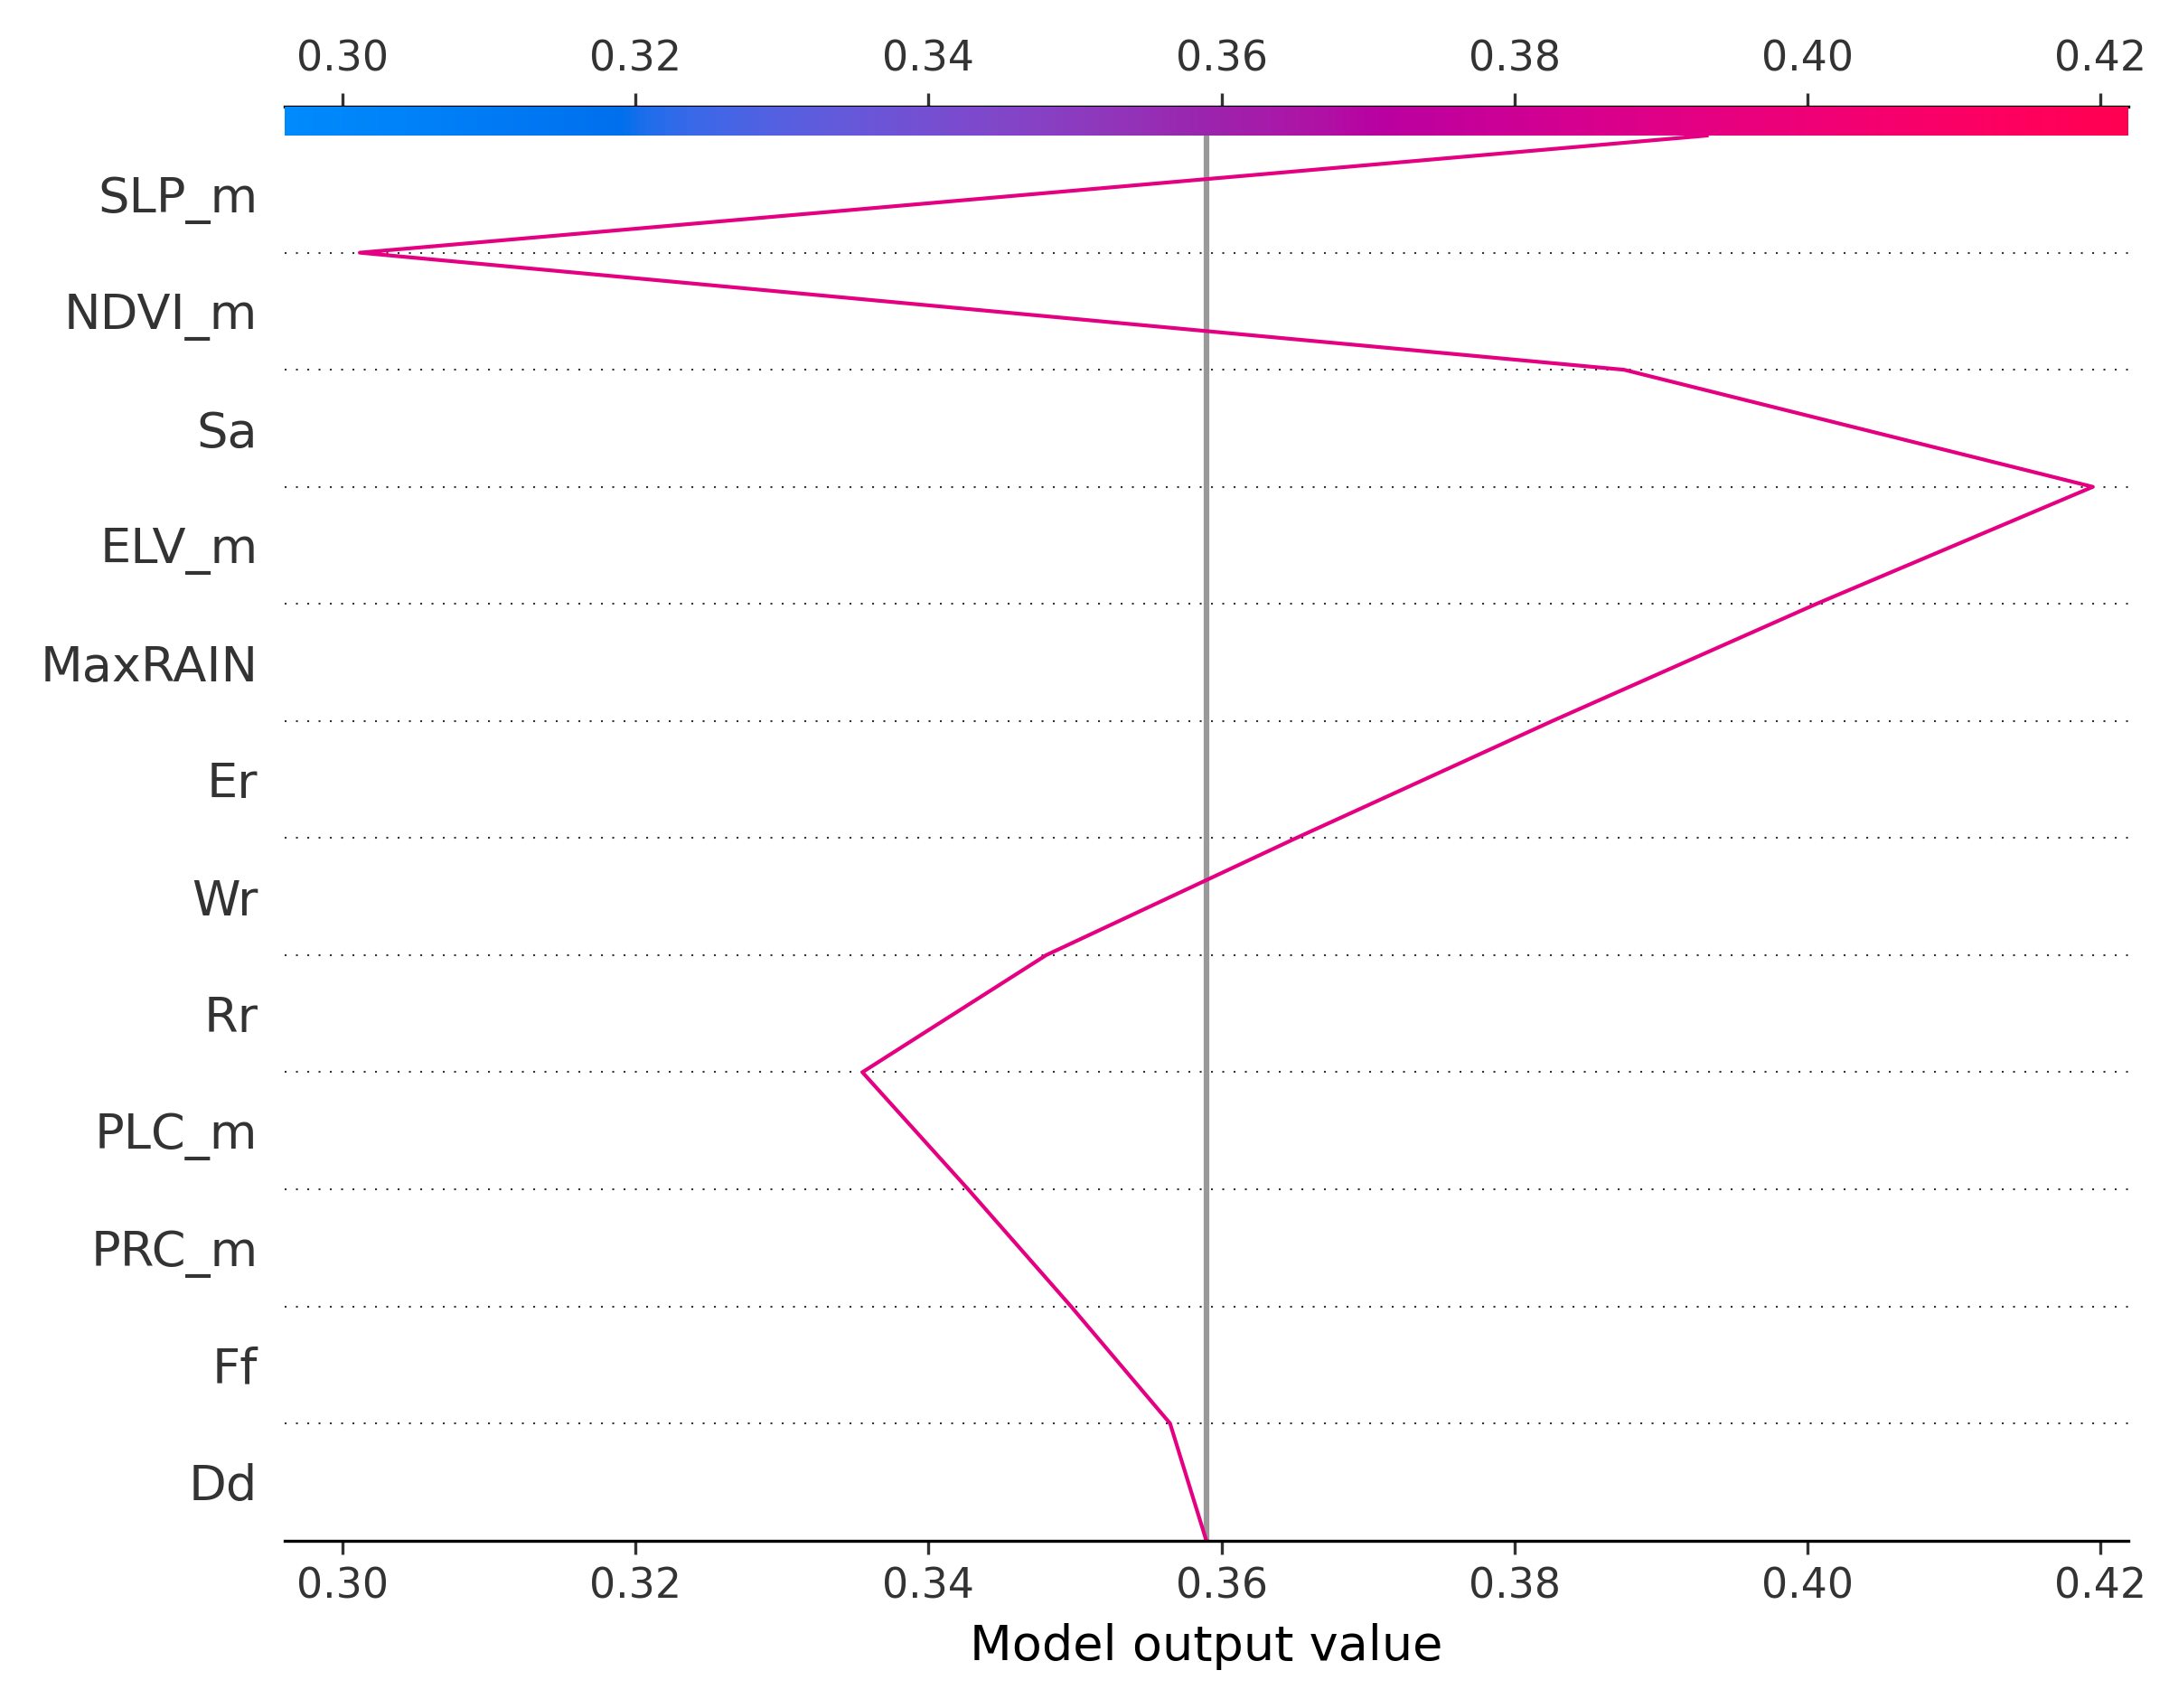 0.30 0.32 0.34 0.36 0.38 0.40 0.42
SLP_m
NDVI_m
Sa
ELV_m
MaxRAIN
Er
Wr
Rr
PLC_m
PRC_m
Ff
Dd
0.30 0.32 0.34 0.36 0.38 0.40 0.42
Model output value